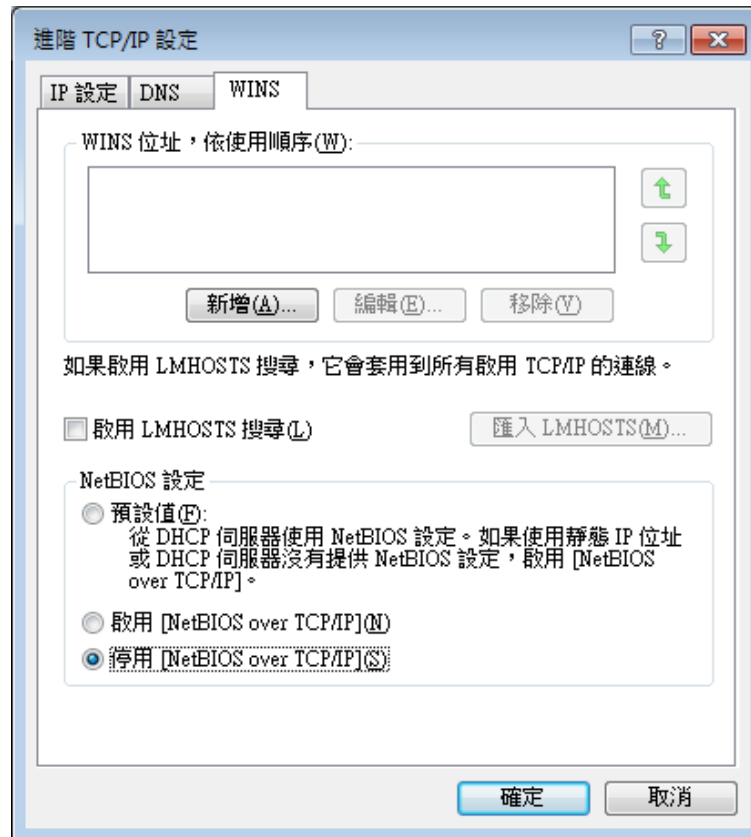 進階 TCP/IP 設定
IP 設定 DNS WINS
WINS 位址，依使用順序(W):
新增(A)... 編輯(E)... 移除(V)
如果啟用 LMHOSTS 搜尋，它會套用到所有啟用 TCP/IP 的連線。
啟用 LMHOSTS 搜尋(L) 匯入 LMHOSTS(M)...
NetBIOS 設定
預設值(F):
從 DHCP 伺服器使用 NetBIOS 設定。如果使用靜態 IP 位址
或 DHCP 伺服器沒有提供 NetBIOS 設定，啟用 [NetBIOS
over TCP/IP]。
啟用 [NetBIOS over TCP/IP](N)
停用 [NetBIOS over TCP/IP](S)
確定 取消